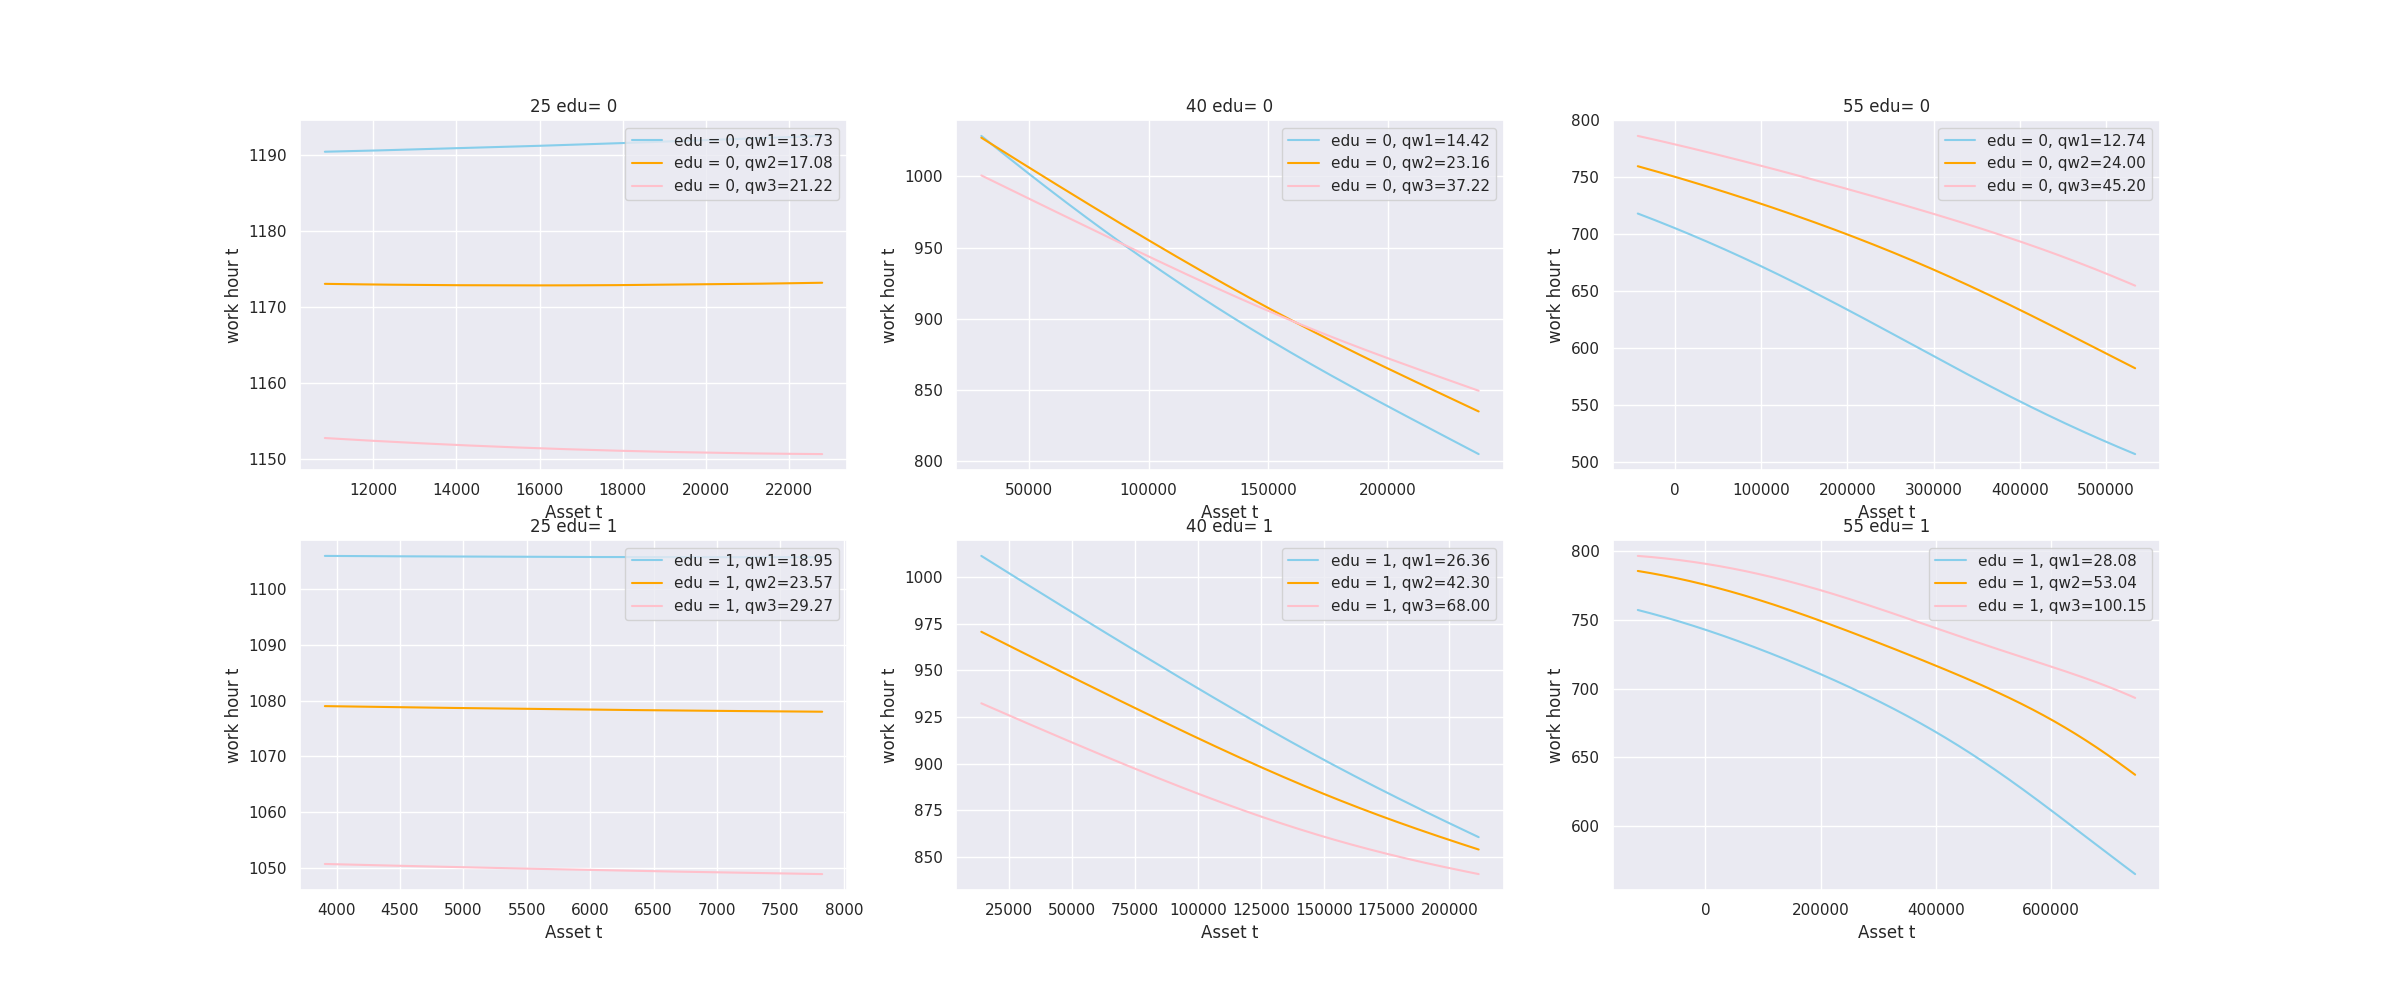 25 edu= 0
edu = 0, qw1=13.73
edu = 0, qw2=17.08
edu = 0, qw3=21.22
1190
1180
1170
1160
1150
work hour t
12000 14000 16000 18000 20000 22000
Asset t
40 edu= 0
edu = 0, qw1=14.42
edu = 0, qw2=23.16
edu = 0, qw3=37.22
1000
950
900
850
800
work hour t
50000 100000 150000 200000
Asset t
55 edu= 0
edu = 0, qw1=12.74
edu = 0, qw2=24.00
edu = 0, qw3=45.20
800
750
700
650
600
550
500
work hour t
0 100000 200000 300000 400000 500000
Asset t
25 edu= 1
edu = 1, qw1=18.95
edu = 1, qw2=23.57
edu = 1, qw3=29.27
1100
1090
1080
1070
1060
1050
work hour t
4000 4500 5000 5500 6000 6500 7000 7500 8000
Asset t
40 edu= 1
edu = 1, qw1=26.36
edu = 1, qw2=42.30
edu = 1, qw3=68.00
1000
975
950
925
900
875
850
work hour t
25000 50000 75000 100000 125000 150000 175000 200000
Asset t
55 edu= 1
edu = 1, qw1=28.08
edu = 1, qw2=53.04
edu = 1, qw3=100.15
800
750
700
650
600
work hour t
0 200000 400000 600000
Asset t